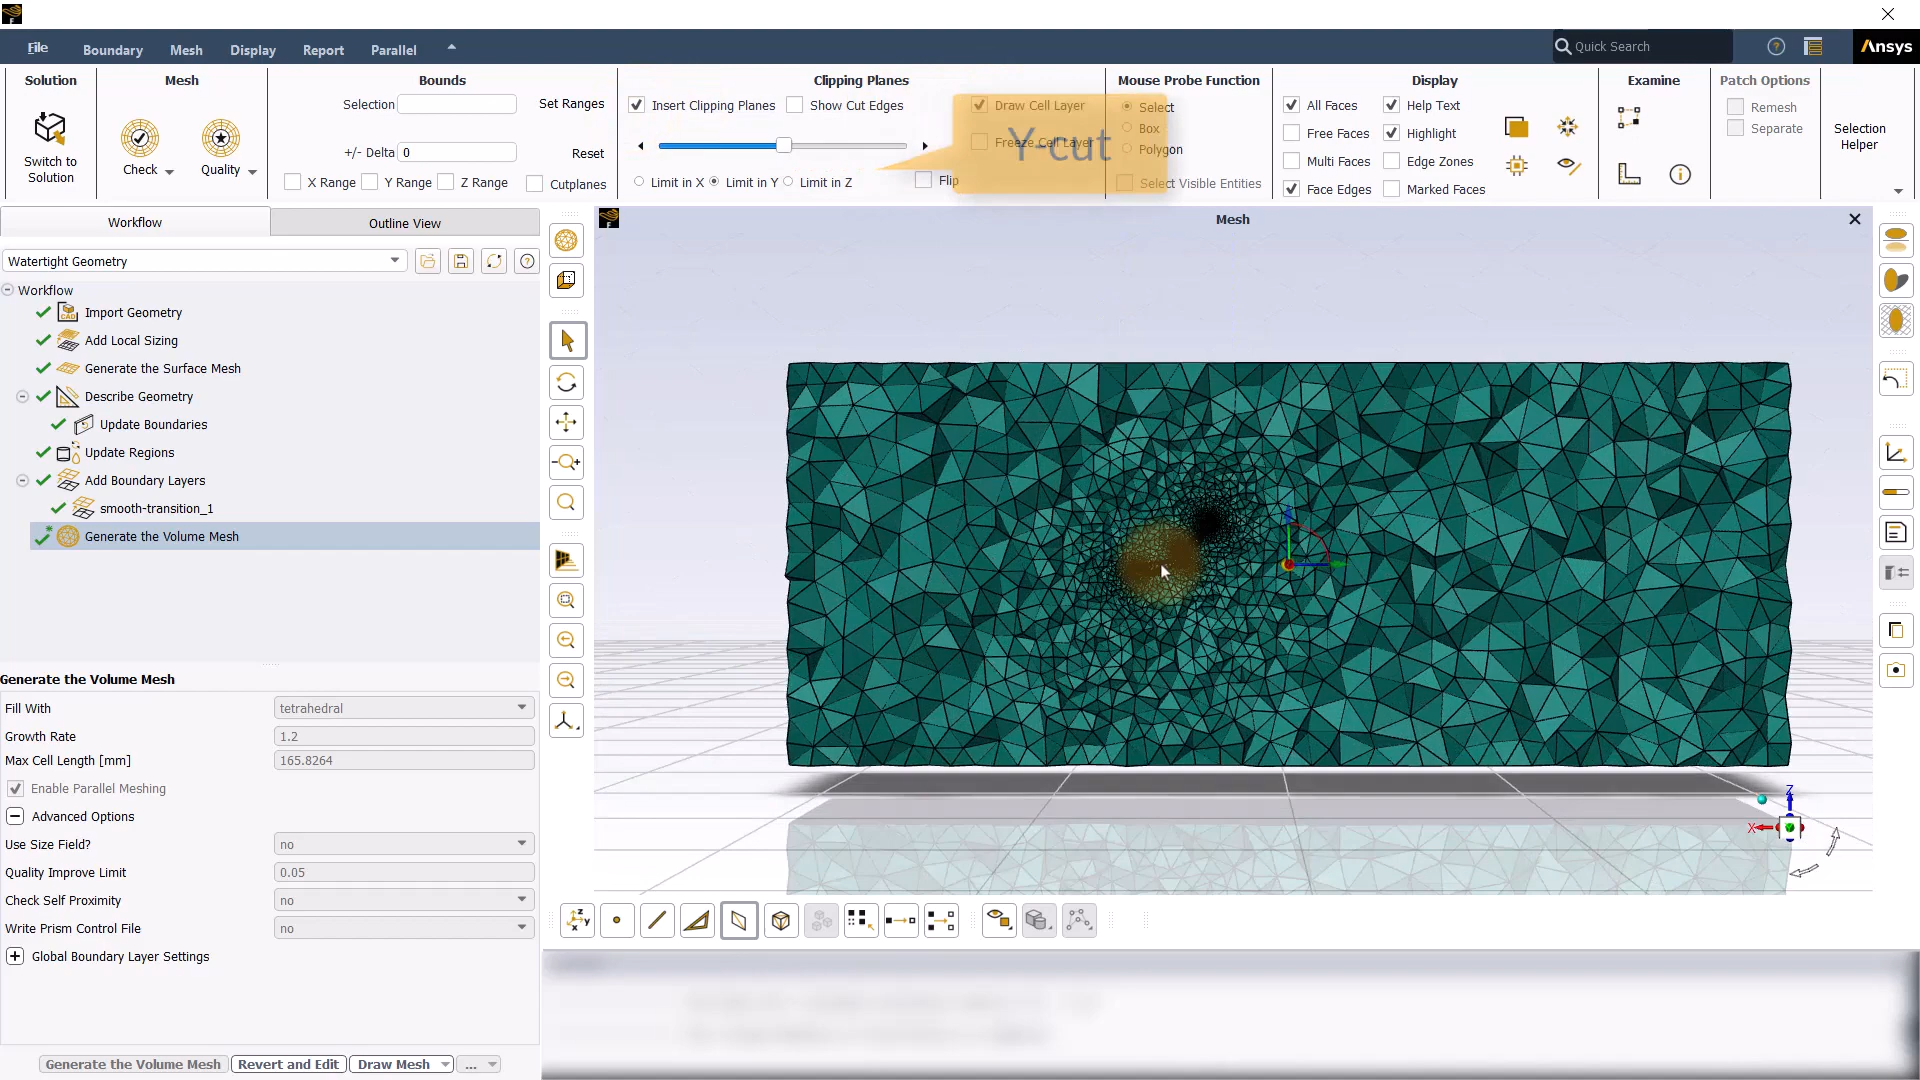 File
Boundary
Mesh
Display
Report
Parallel
Quick Search
Ansys
Solution
Mesh
Bounds
Clipping Planes
Mouse Probe Function
Display
Examine
Patch Options
Switch to
Solution
Check
Quality
Selection
Set Ranges
+/- Delta 0
Reset
X Range
Y Range
Z Range
Cutplanes
Insert Clipping Planes
Show Cut Edges
Draw Cell Layer
Freeze Cell Layer
Y-cut
Limit in X
Limit in Y
Limit in Z
Flip
Select
Box
Polygon
Select Visible Entities
All Faces
Free Faces
Multi Faces
Face Edges
Help Text
Highlight
Edge Zones
Marked Faces
Remesh
Separate
Selection
Helper
Workflow
Outline View
Watertight Geometry
Workflow
Import Geometry
Add Local Sizing
Generate the Surface Mesh
Describe Geometry
Update Boundaries
Update Regions
Add Boundary Layers
smooth-transition_1
Generate the Volume Mesh
Mesh
Z
X
Generate the Volume Mesh
Fill With tetrahedral
Growth Rate 1.2
Max Cell Length [mm] 165.8264
Enable Parallel Meshing
Advanced Options
Use Size Field? no
Quality Improve Limit 0.05
Check Self Proximity no
Write Prism Control File no
Global Boundary Layer Settings
Generate the Volume Mesh
Revert and Edit
Draw Mesh
...